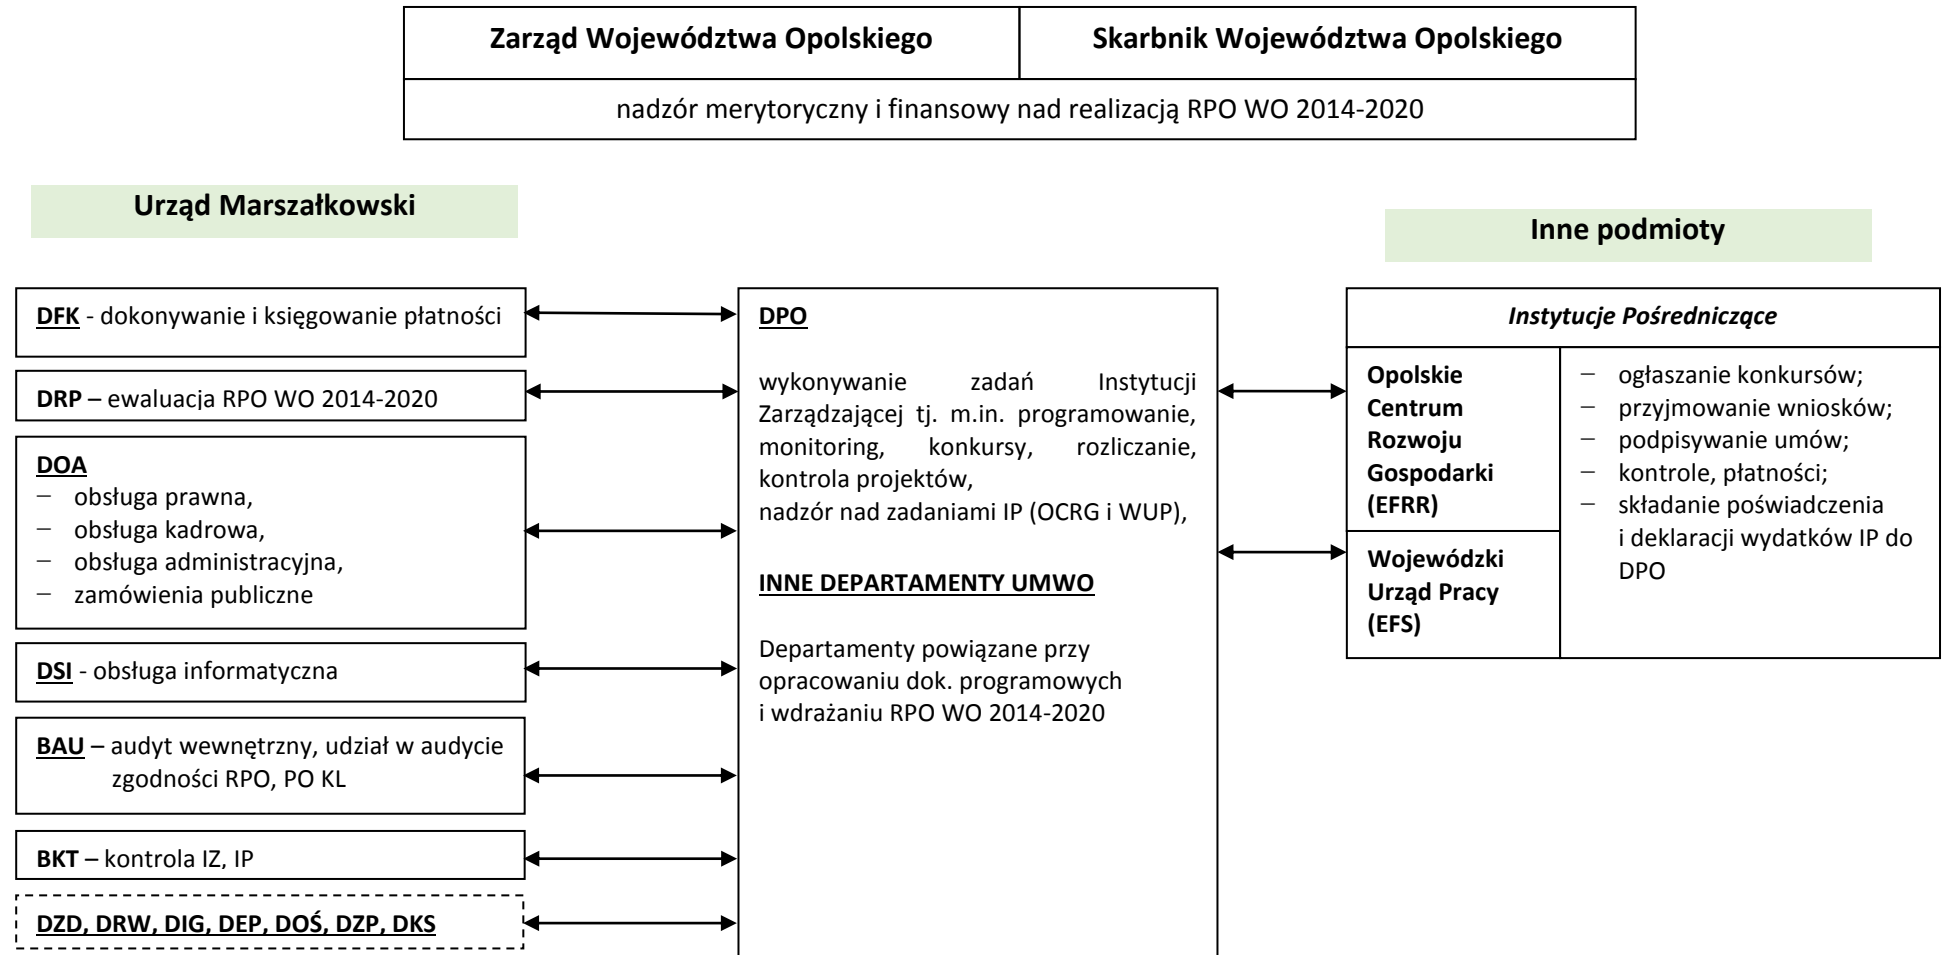 Zarząd Województwa Opolskiego
Skarbnik Województwa Opolskiego
nadzór merytoryczny i finansowy nad realizacją RPO WO 2014-2020
Urząd Marszałkowski
Inne podmioty
DFK - dokonywanie i księgowanie płatności
DRP – ewaluacja RPO WO 2014-2020
DOA
– obsługa prawna,
– obsługa kadrowa,
– obsługa administracyjna,
– zamówienia publiczne
DSI - obsługa informatyczna
BAU – audyt wewnętrzny, udział w audycie
zgodności RPO, PO KL
BKT – kontrola IZ, IP
DZD, DRW, DIG, DEP, DOŚ, DZP, DKS
DPO
wykonywanie zadań Instytucji
Zarządzającej tj. m.in. programowanie,
monitoring, konkursy, rozliczanie,
kontrola projektów,
nadzór nad zadaniami IP (OCRG i WUP),
INNE DEPARTAMENTY UMWO
Departamenty powiązane przy
opracowaniu dok. programowych
i wdrażaniu RPO WO 2014-2020
Instytucje Pośredniczące
Opolskie
Centrum
Rozwoju
Gospodarki
(EFRR)
Wojewódzki
Urząd Pracy
(EFS)
– ogłaszanie konkursów;
– przyjmowanie wniosków;
– podpisywanie umów;
– kontrole, płatności;
– składanie poświadczenia
i deklaracji wydatków IP do
DPO